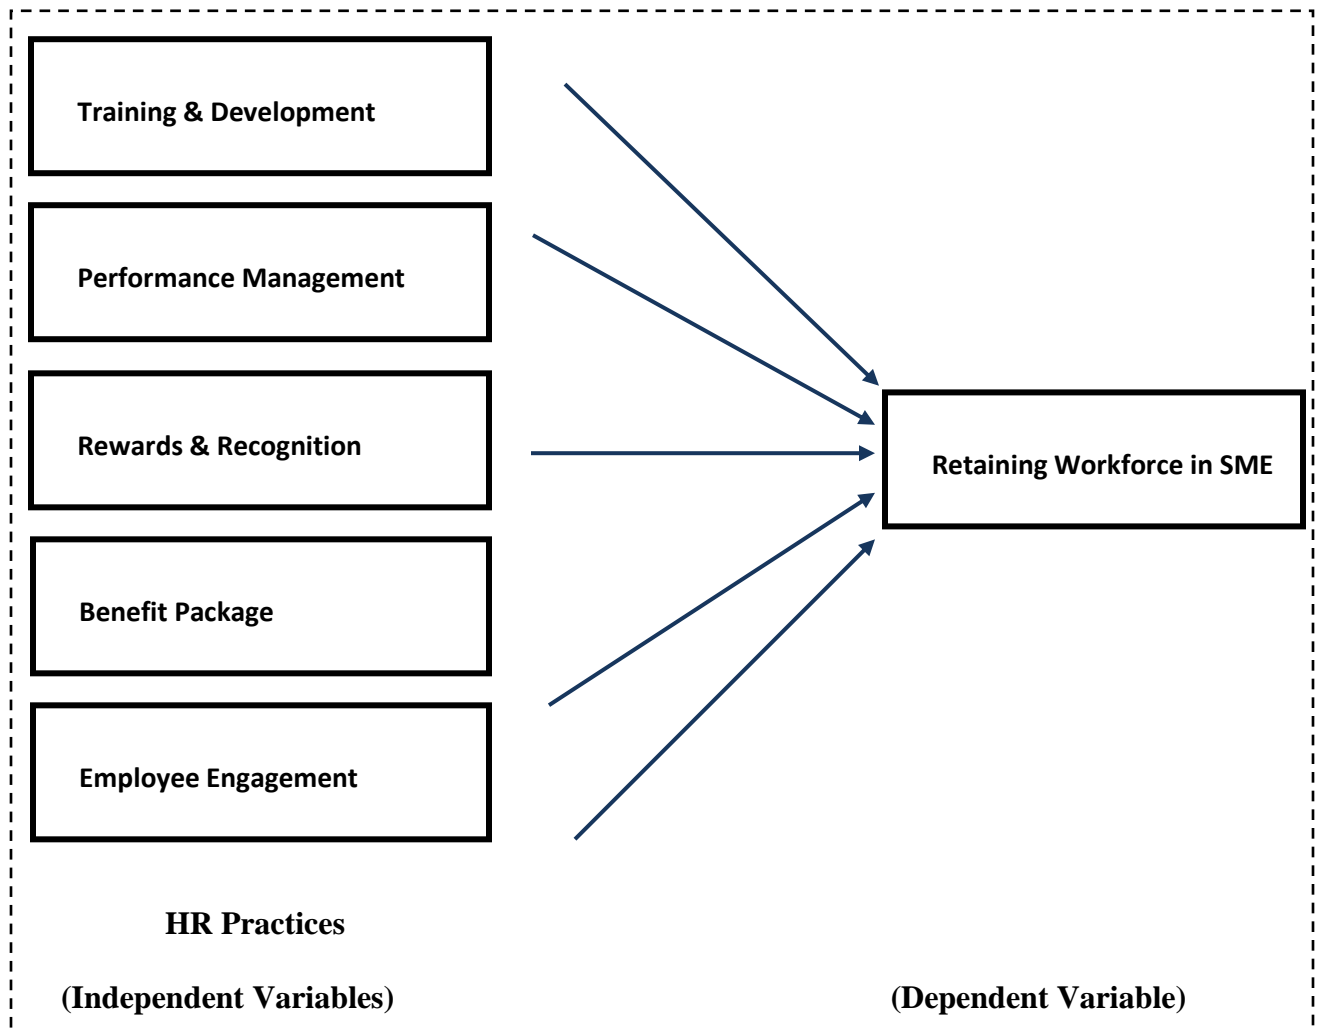 Training & Development
Performance Management
Rewards & Recognition
Retaining Workforce in SME
Benefit Package
Employee Engagement
HR Practices
(Independent Variables)
(Dependent Variable)